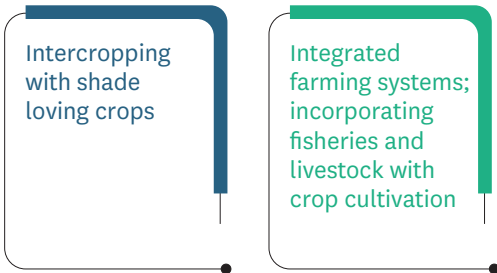 Intercropping
with shade
loving crops
Integrated
farming systems;
incorporating
fisheries and
livestock with
crop cultivation